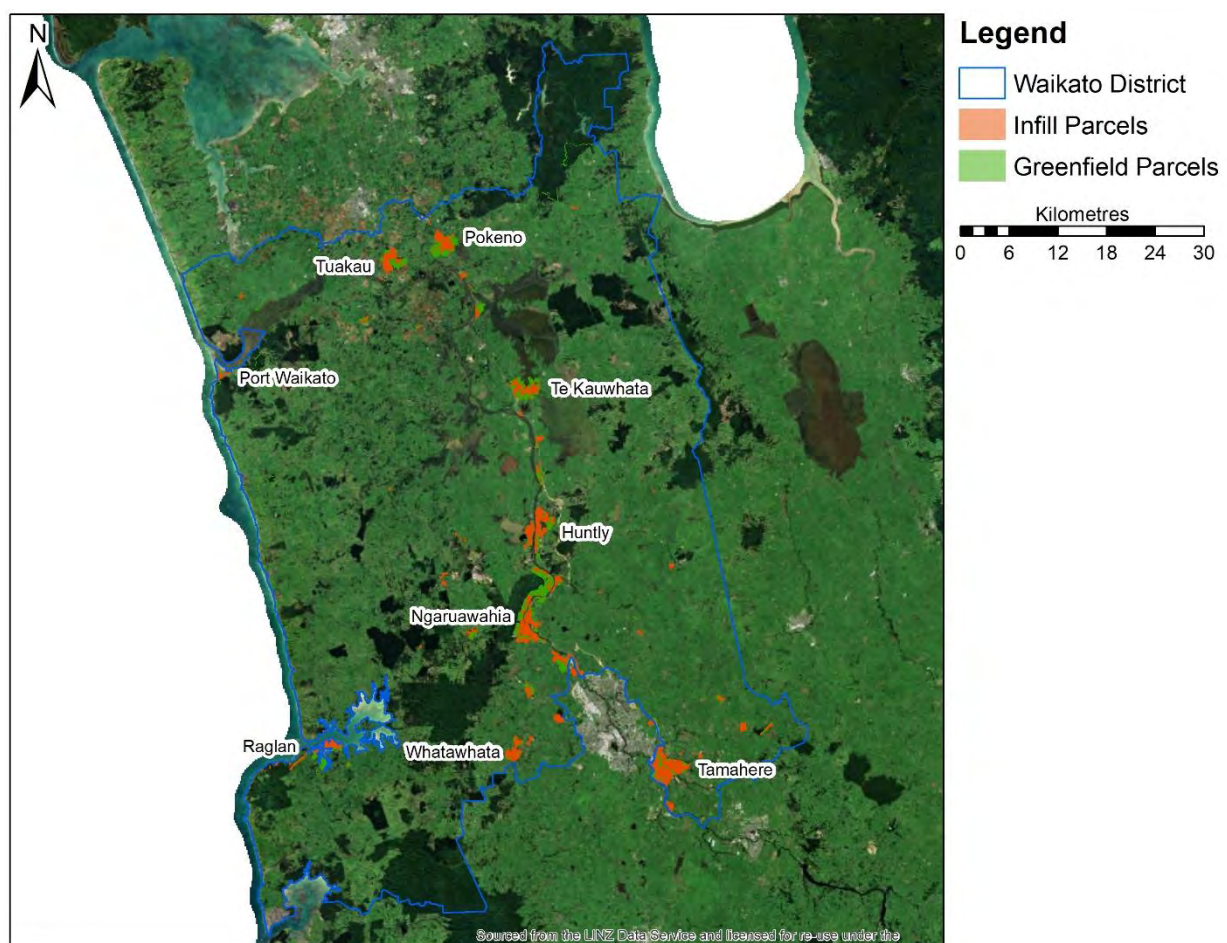 N
Legend
Waikato District
Infill Parcels
Greenfield Parcels
Kilometres
0 3 6 12 18 24 30
Pokeno
Tuakau
Port Waikato
Te Kauwhata
Huntly
Ngaruawahia
Raglan
Whatawhata
Tamahere
Sourced from the LINZ Data Service and licensed for re-use under the